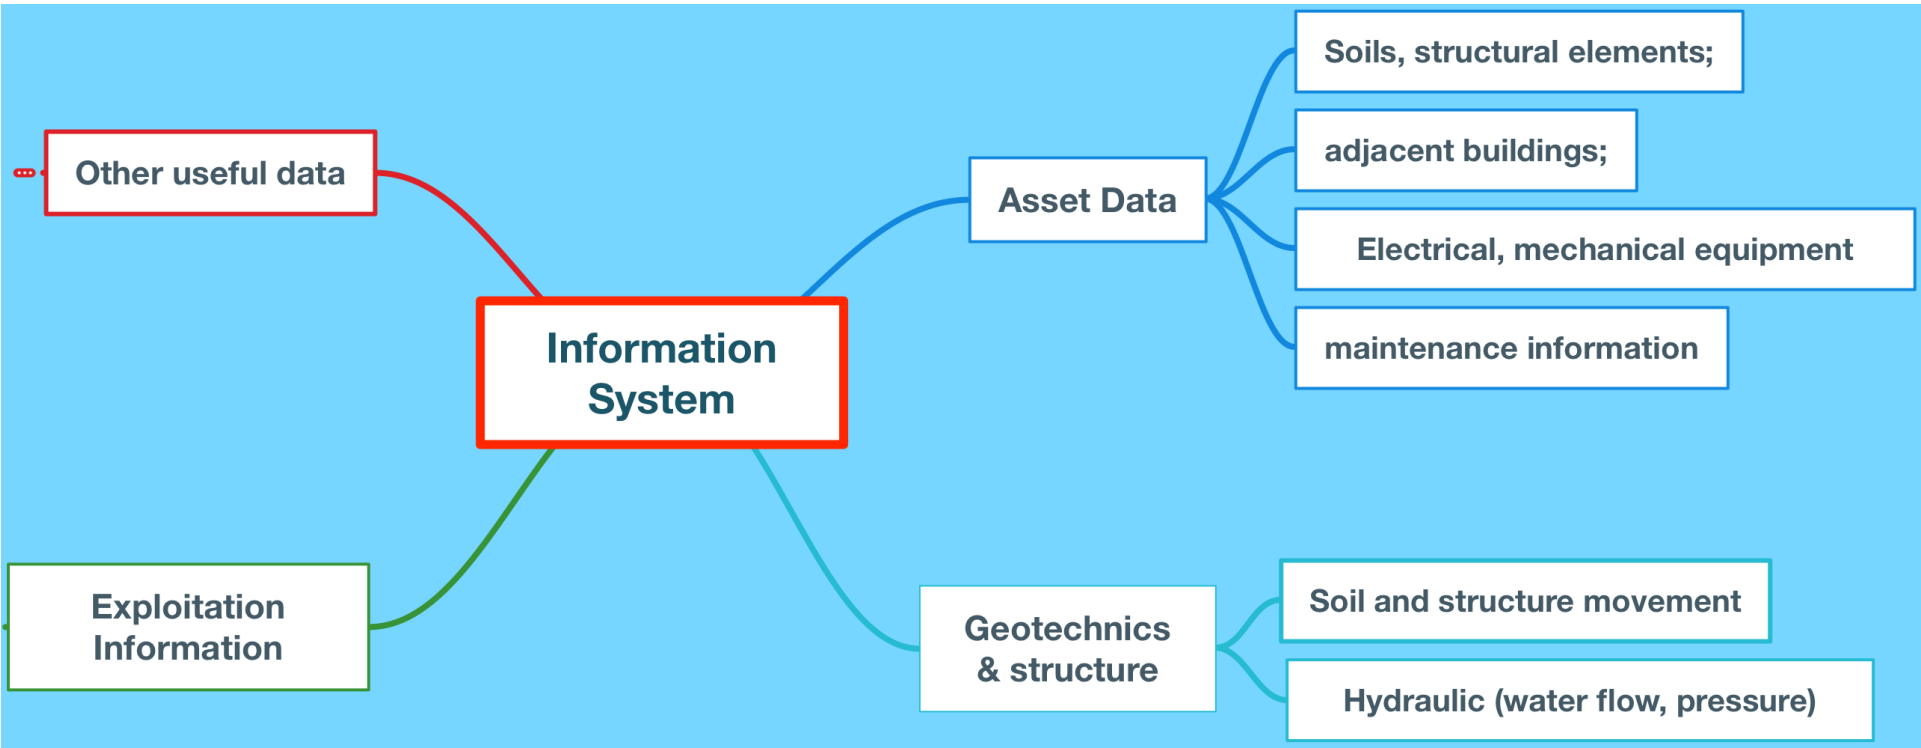 Soils, structural elements;
adjacent buildings;
Other useful data
Asset Data
Electrical, mechanical equipment
maintenance information
Information
System
Exploitation
Information
Geotechnics
& structure
Soil and structure movement
Hydraulic (water flow, pressure)